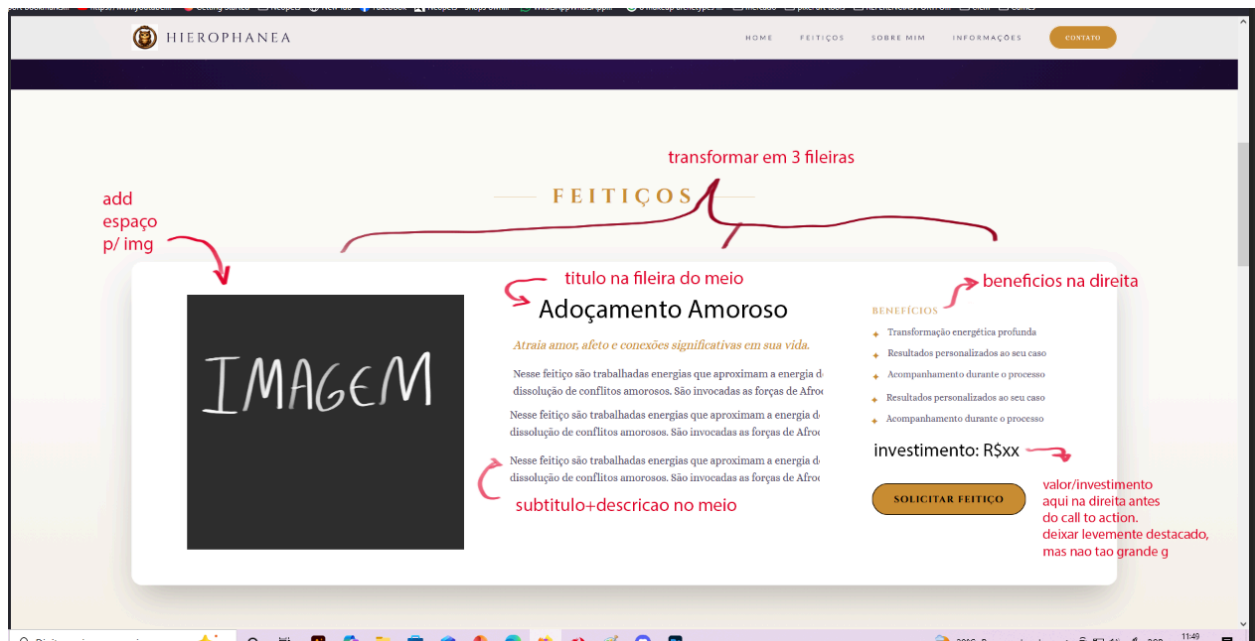 HIEROPHANEA
HOME FEITIÇOS SOBRE MIM INFORMAÇÕES CONTATO
transformar em 3 fileiras
FEITIÇOS
add
espaço
p/ img
IMAGEM
titulo na fileira do meio
Adoçamento Amoroso
Atraia amor, afeto e conexões significativas em sua vida.
Nesse feitiço são trabalhadas energias que aproximam a energia d
dissolução de conflitos amorosos. São invocadas as forças de Afro
Nesse feitiço são trabalhadas energias que aproximam a energia d
dissolução de conflitos amorosos. São invocadas as forças de Afro
Nesse feitiço são trabalhadas energias que aproximam a energia d
dissolução de conflitos amorosos. São invocadas as forças de Afro
subtitulo+descricao no meio
beneficios na direita
BENEFÍCIOS
Transformação energética profunda
Resultados personalizados ao seu caso
Acompanhamento durante o processo
Resultados personalizados ao seu caso
Acompanhamento durante o processo
investimento: R$xx
SOLICITAR FEITIÇO
valor/investimento
aqui na direita antes
do call to action.
deixar levemente destacado,
mas nao tao grande g
11:49